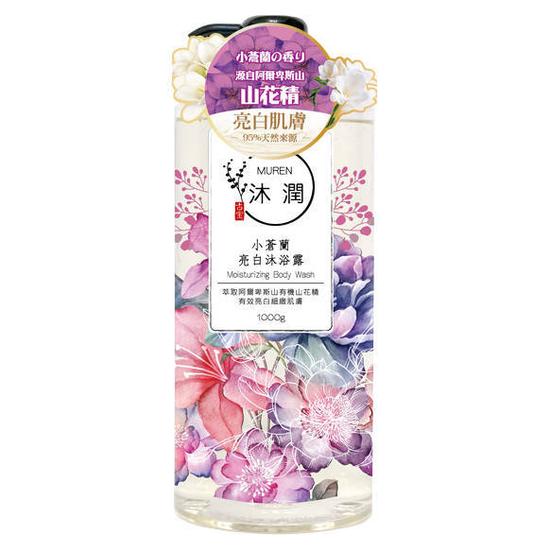 小蒼蘭の香り
源自阿爾卑斯山
山花精
亮白肌膚
95%天然來源
MUREN
沐潤
小蒼蘭
亮白沐浴露
Moisturizing Body Wash
萃取阿爾卑斯山有機山花精
有效亮白細緻肌膚
1000g